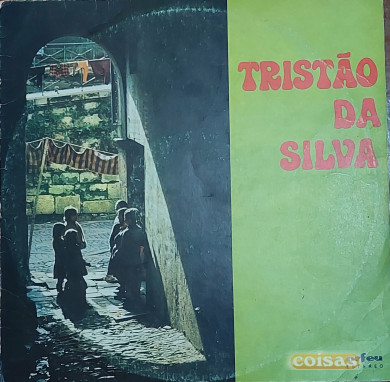 TRISTÃO
DA
SILVA
coisas